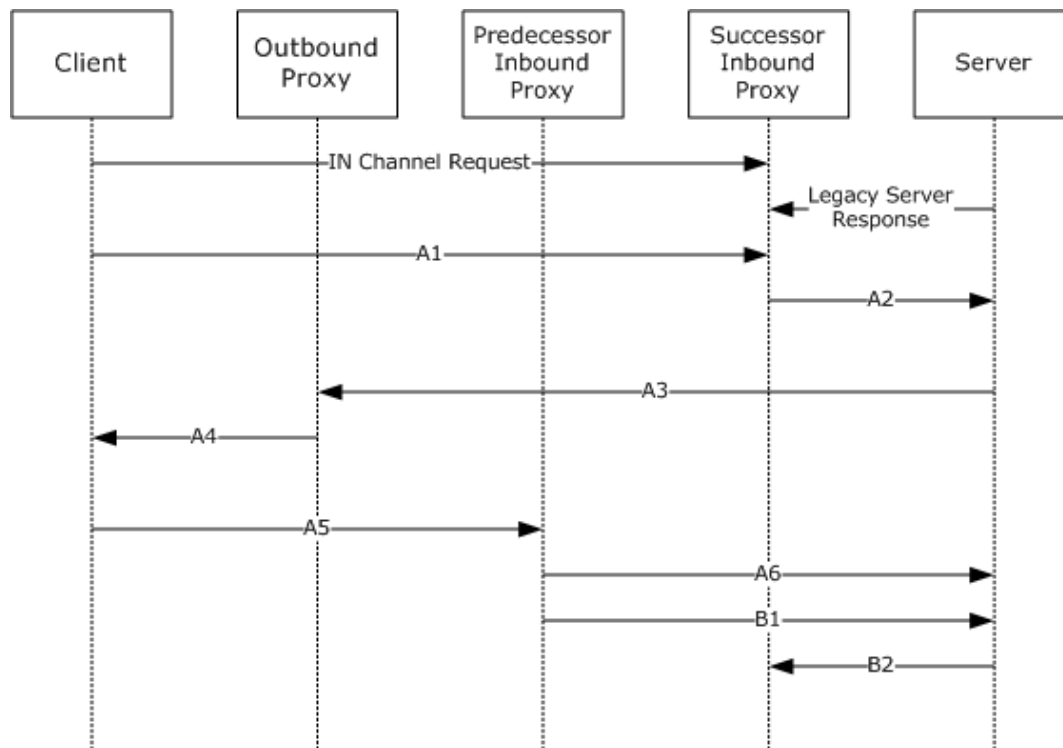 Client
Outbound
Proxy
Predecessor
Inbound
Proxy
Successor
Inbound
Proxy
Server
IN Channel Request
Legacy Server
Response
A1
A2
A3
A4
A5
A6
B1
B2